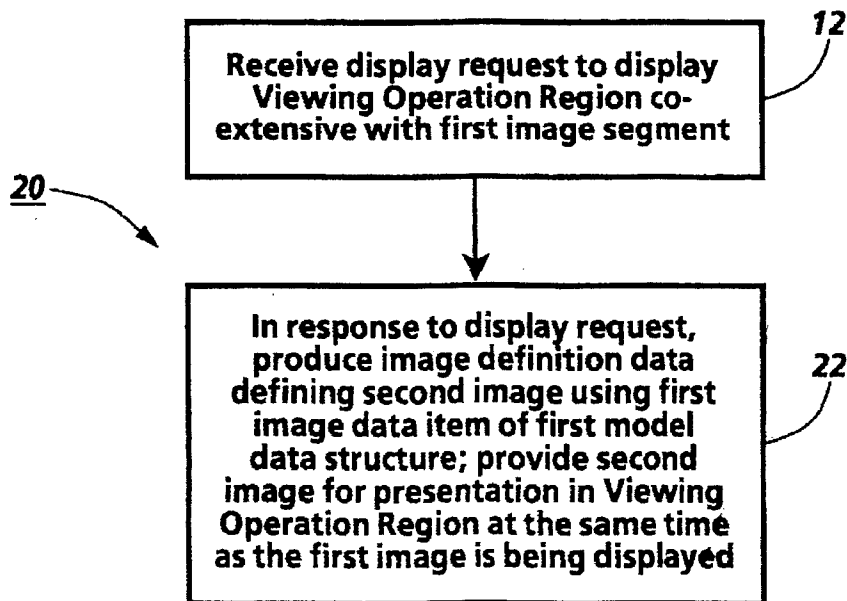 12
Receive display request to display
Viewing Operation Region co-
extensive with first image segment
20
In response to display request,
produce image definition data
defining second image using first
image data item of first model
data structure; provide second
image for presentation in Viewing
Operation Region at the same time
as the first image is being displayed
22